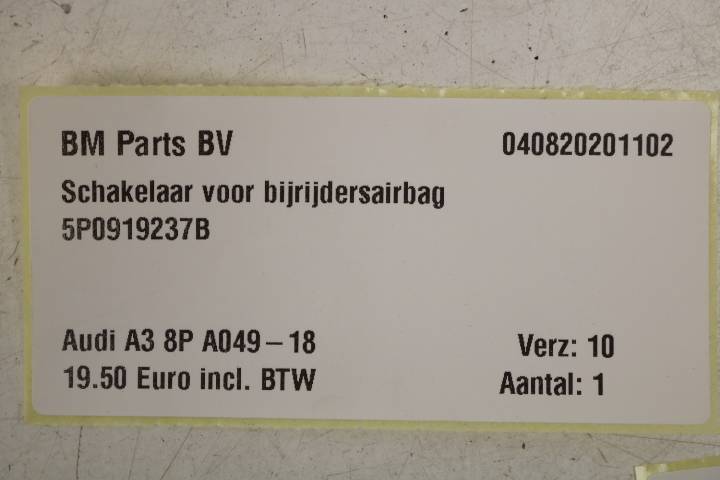 BM Parts BV 040820201102
Schakelaar voor bijrijdersairbag
5P0919237B
Audi A3 8P A049-18 Verz: 10
19.50 Euro incl. BTW Aantal: 1